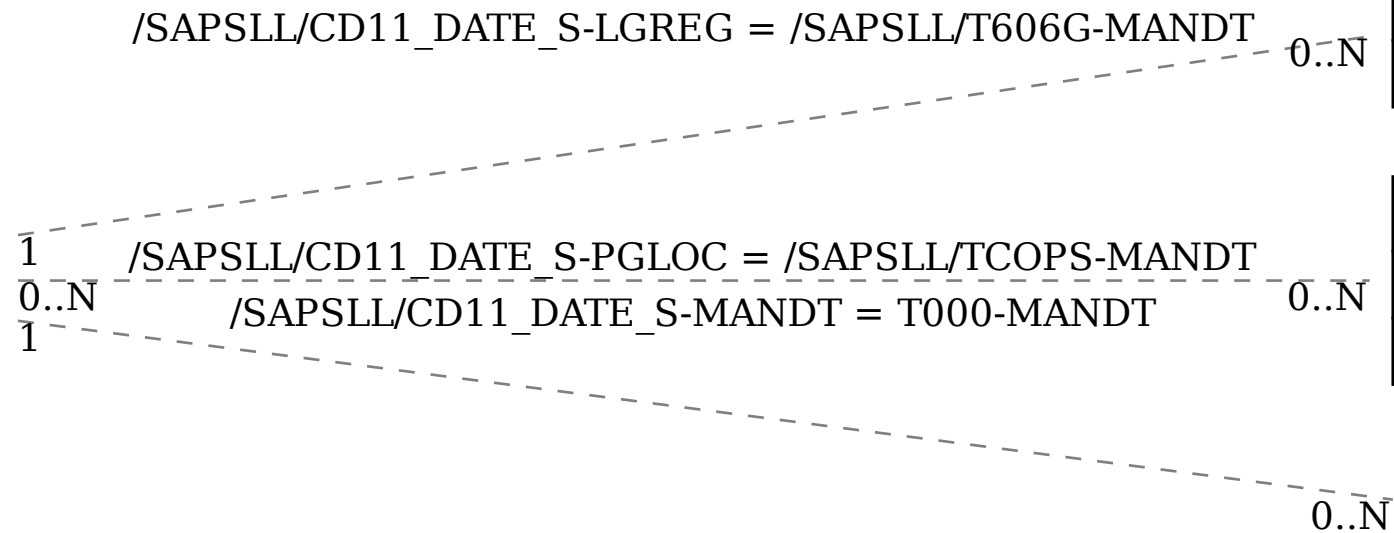 /SAPSLL/CD11_DATE_S-LGREG = /SAPSLL/T606G-MANDT
0..N
1
/SAPSLL/CD11_DATE_S-PGLOC = /SAPSLL/TCOPS-MANDT
0..N
0..N
/SAPSLL/CD11_DATE_S-MANDT = T000-MANDT
1
0..N